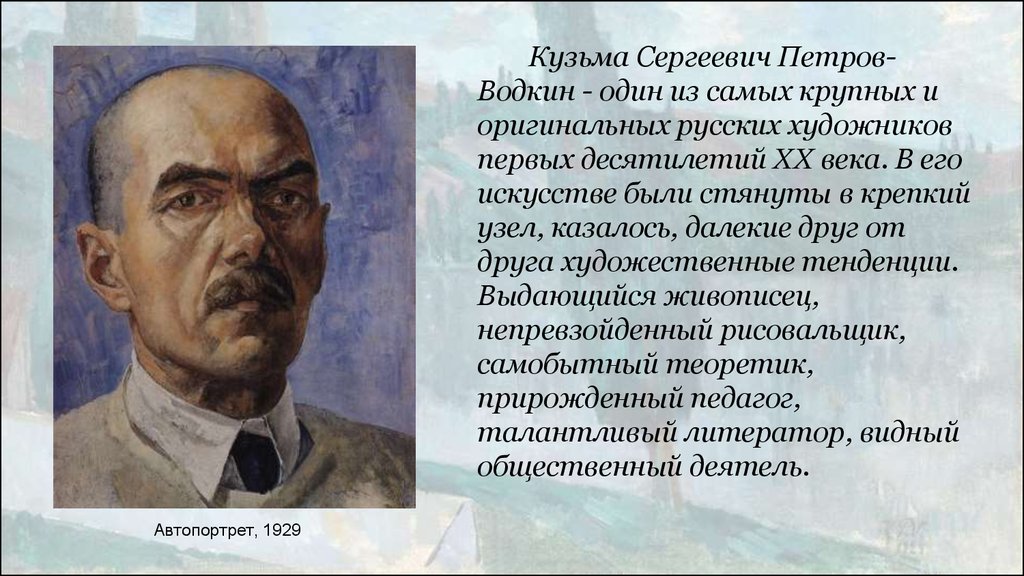 Кузьма Сергеевич Петров-
Водкин - один из самых крупных и
оригинальных русских художников
первых десятилетий XX века. В его
искусстве были стянуты в крепкий
узел, казалось, далекие друг от
друга художественные тенденции.
Выдающийся живописец,
непревзойденный рисовальщик,
самобытный теоретик,
прирожденный педагог,
талантливый литератор, видный
общественный деятель.
Автопортрет, 1929